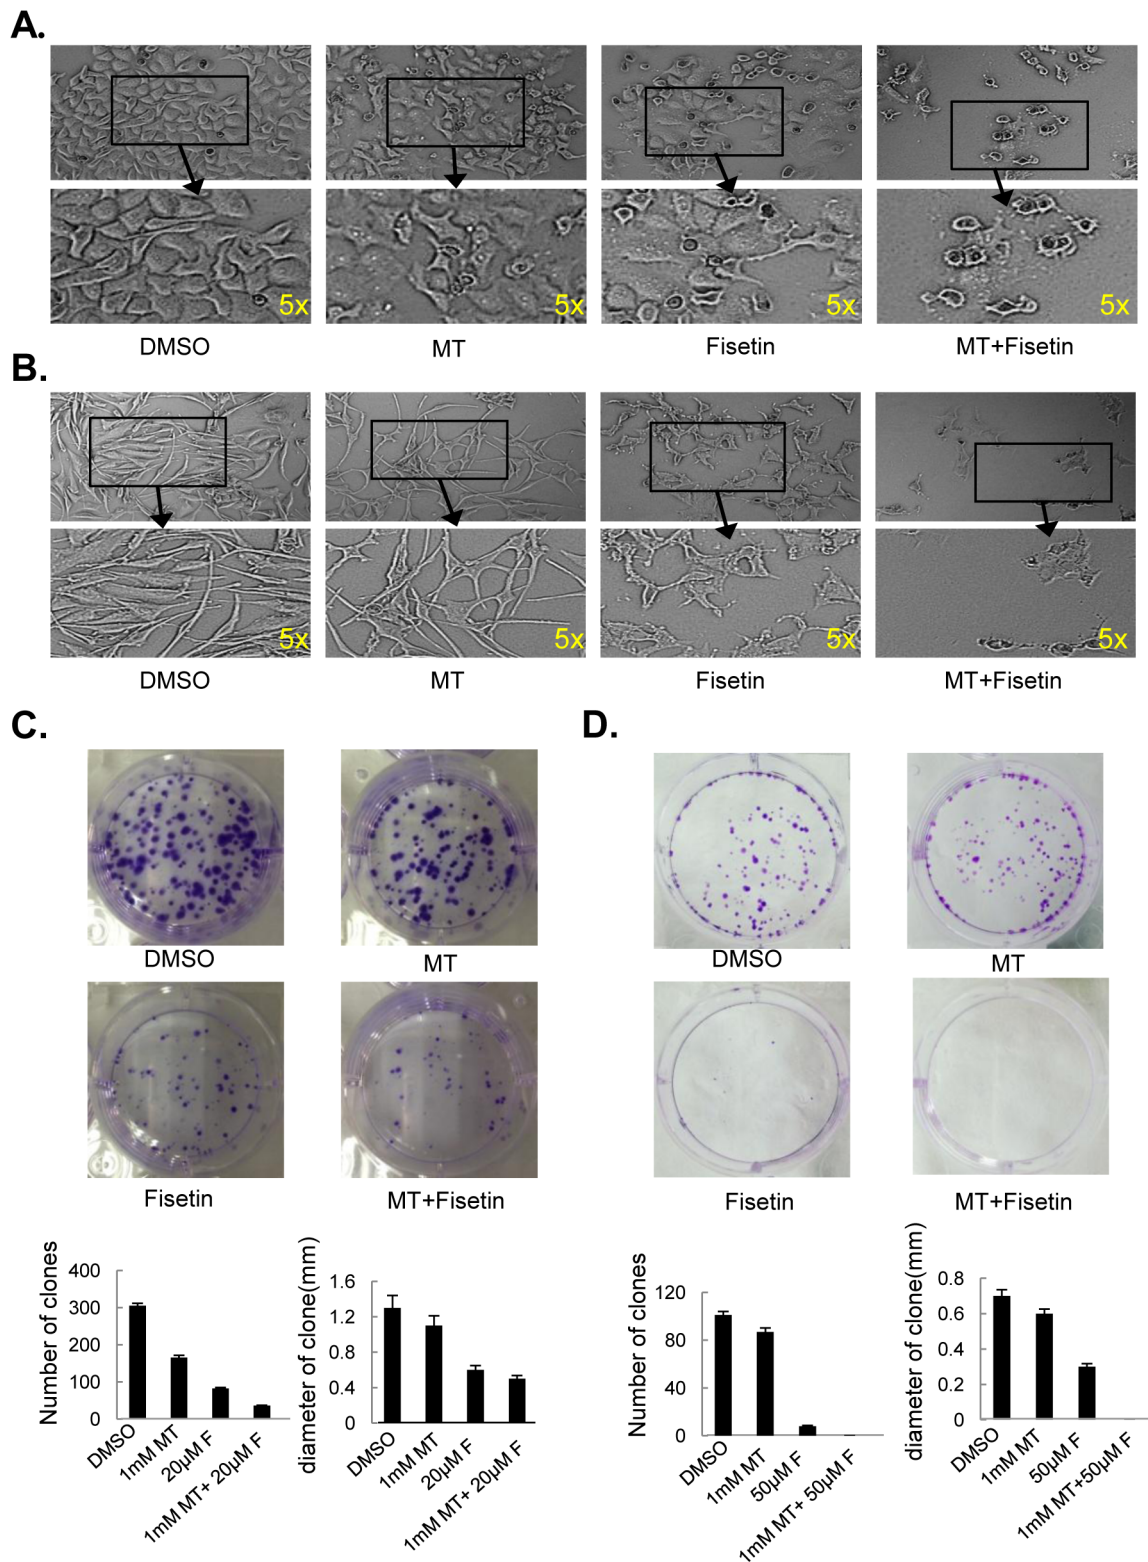 A.
5x 5x 5x 5x
DMSO MT Fisetin MT+Fisetin
B.
5x 5x 5x 5x
DMSO MT Fisetin MT+Fisetin
C.
DMSO MT
Fisetin MT+Fisetin
Number of clones
400
300
200
100
0
DMSO
1mM MT
20µM F
1mM MT+ 20µM F
diameter of clone(mm)
1.6
1.2
0.8
0.4
0
DMSO
1mM MT
20µM F
1mM MT+ 20µM F
D.
DMSO MT
Fisetin MT+Fisetin
Number of clones
120
80
40
0
DMSO
1mM MT
50µM F
1mM MT+ 50µM F
diameter of clone(mm)
0.8
0.6
0.4
0.2
0
DMSO
1mM MT
50µM F
1mM MT+50µM F